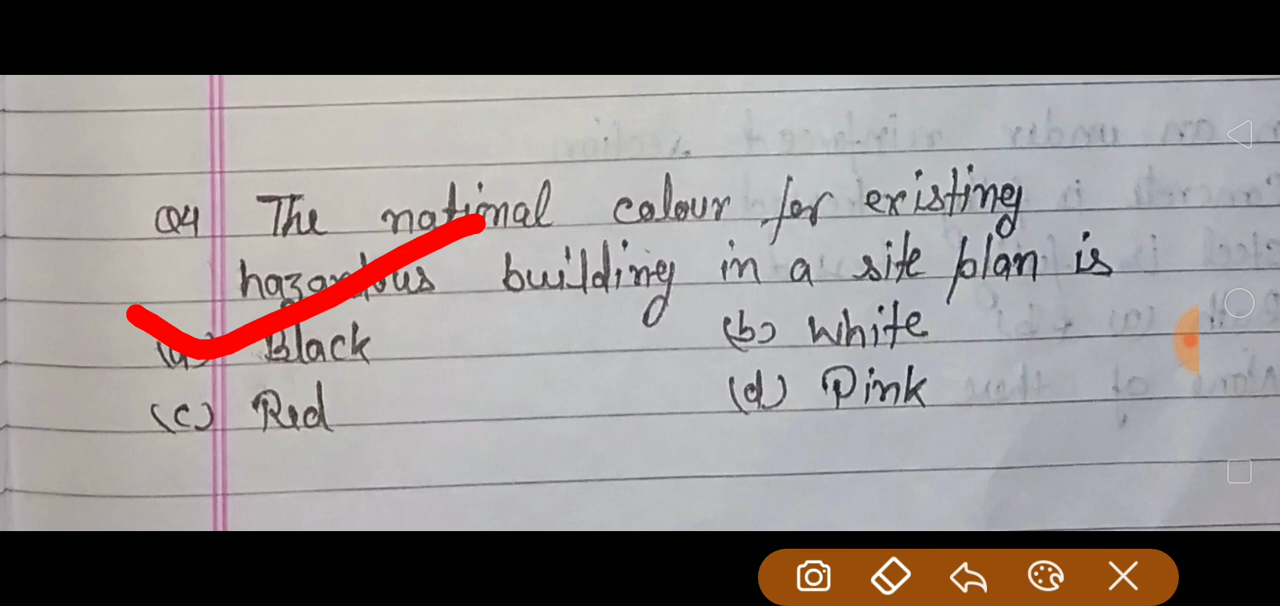 Q4 The national colour for existing
hazardous building in a site plan is
(a) Black (b) White
(c) Red (d) Pink